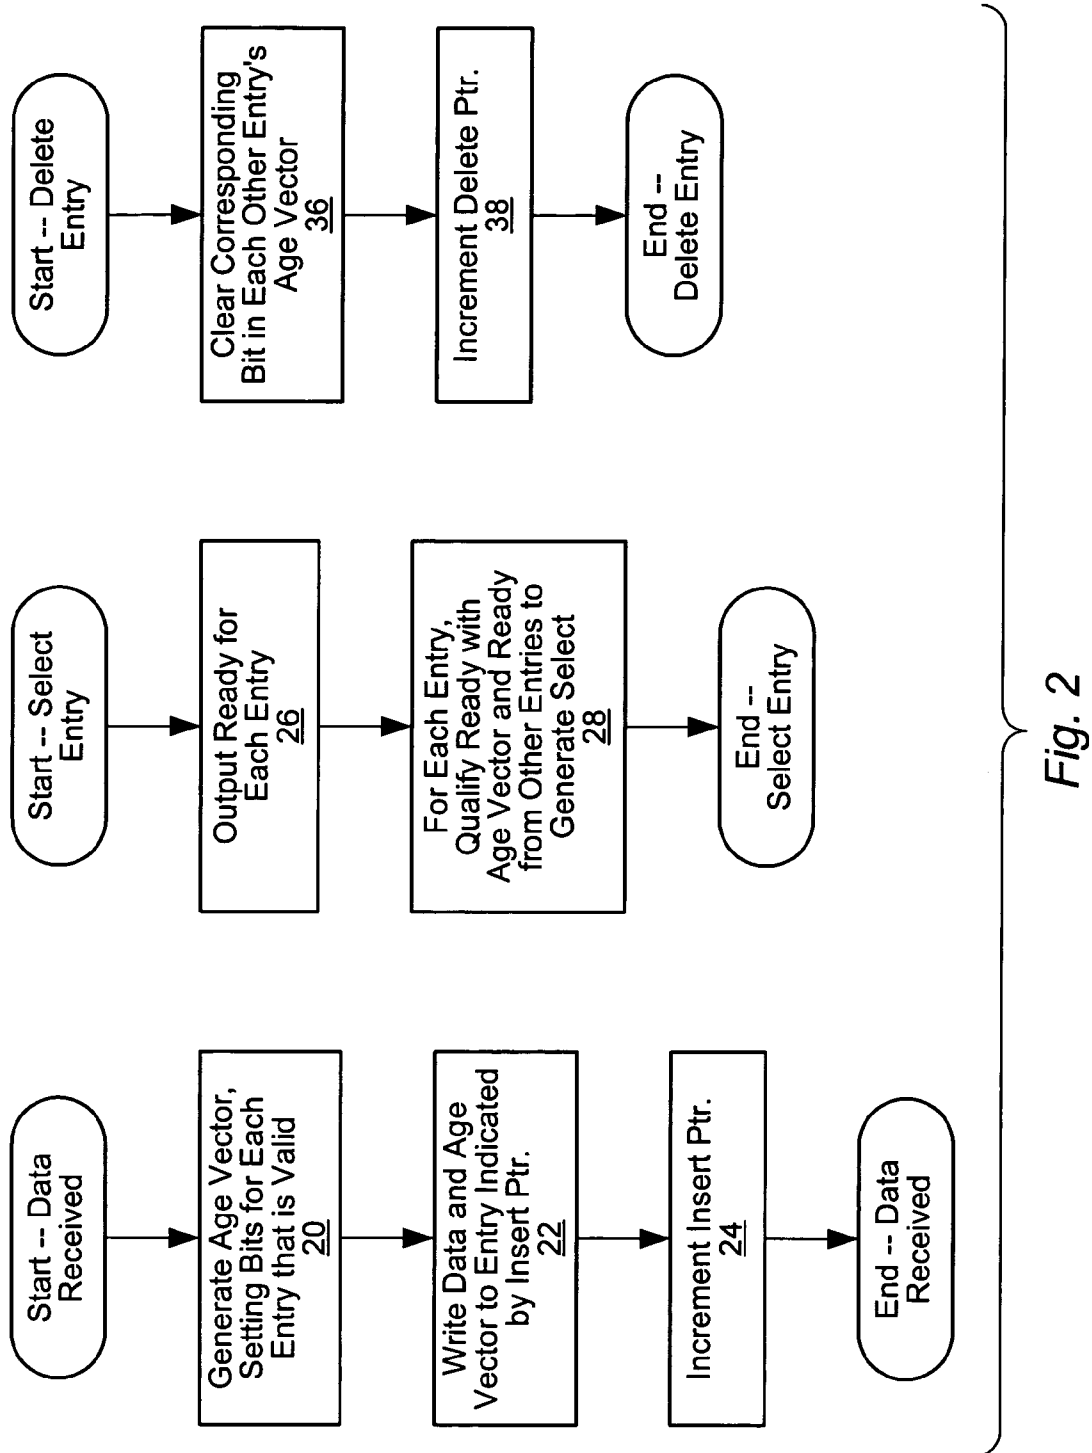 Start -- Data
Received
Generate Age Vector,
Setting Bits for Each
Entry that is Valid
20
Write Data and Age
Vector to Entry Indicated
by Insert Ptr.
22
Increment Insert Ptr.
24
End -- Data
Received
Start -- Select
Entry
Output Ready for
Each Entry
26
For Each Entry,
Qualify Ready with
Age Vector and Ready
from Other Entries to
Generate Select
28
End --
Select Entry
Start -- Delete
Entry
Clear Corresponding
Bit in Each Other Entry's
Age Vector
36
Increment Delete Ptr.
38
End --
Delete Entry
Fig. 2